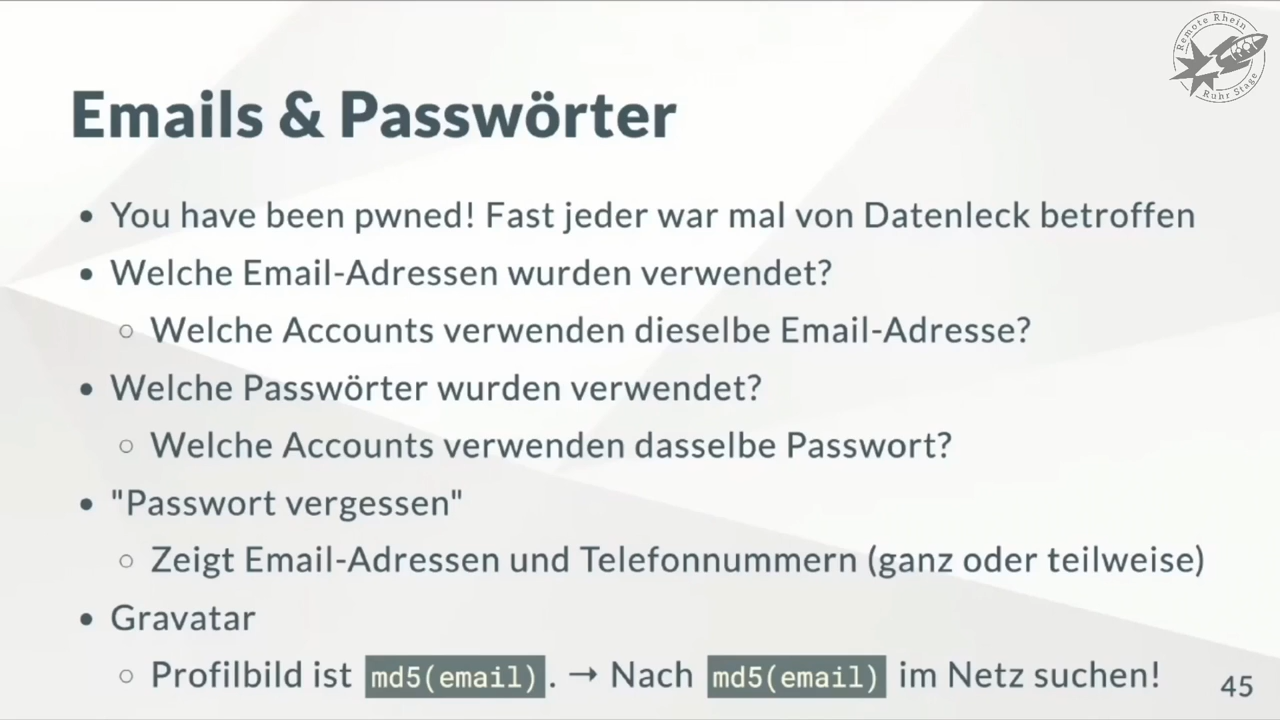 Remote Rhein
Ruhr Stage
Emails & Passwörter
• You have been pwned! Fast jeder war mal von Datenleck betroffen
• Welche Email-Adressen wurden verwendet?
○ Welche Accounts verwenden dieselbe Email-Adresse?
• Welche Passwörter wurden verwendet?
○ Welche Accounts verwenden dasselbe Passwort?
• "Passwort vergessen"
○ Zeigt Email-Adressen und Telefonnummern (ganz oder teilweise)
• Gravatar
○ Profilbild ist md5(email). → Nach md5(email) im Netz suchen!
45